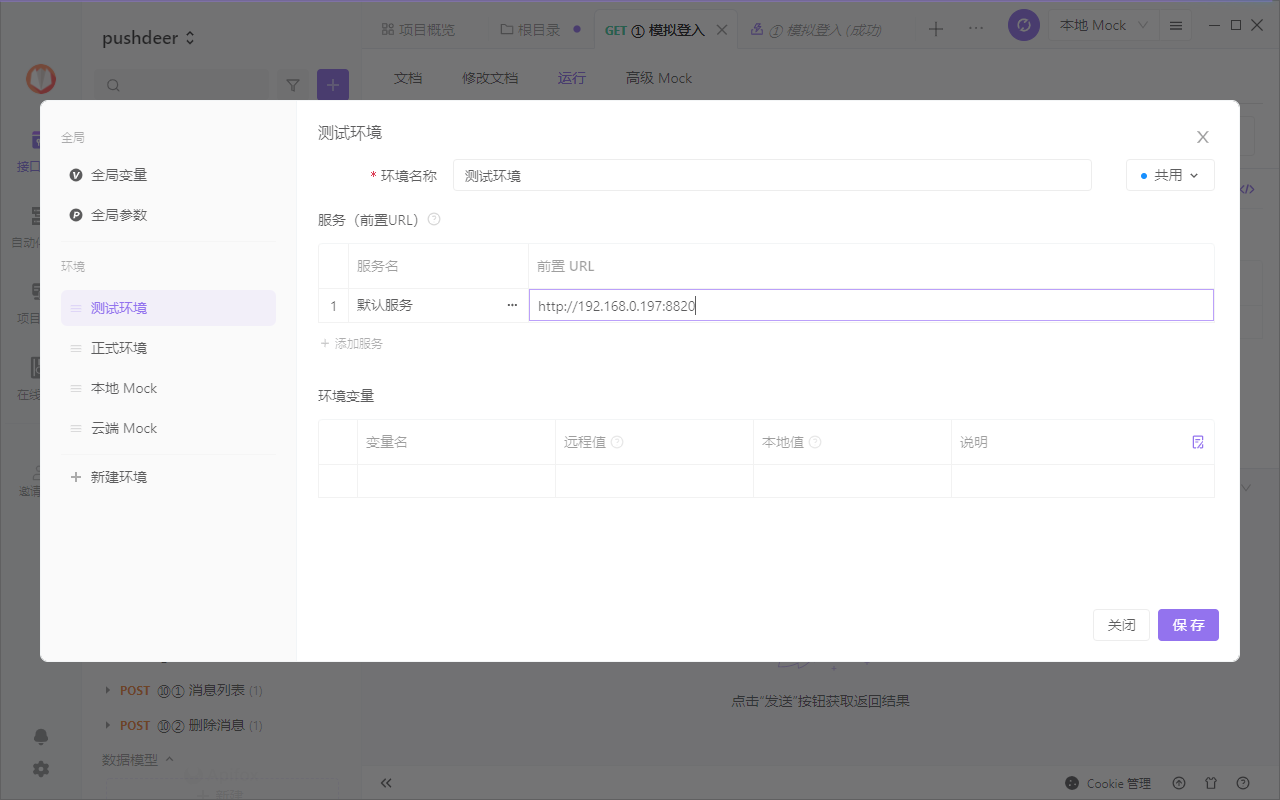 pushdeer
项目概览
根目录
GET ① 模拟登入
① 模拟登入 (成功)
本地 Mock
文档
修改文档
运行
高级 Mock
全局
全局变量
全局参数
环境
测试环境
正式环境
本地 Mock
云端 Mock
新建环境
测试环境
* 环境名称
测试环境
共用
服务（前置URL）
服务名
前置 URL
1
默认服务
http://192.168.0.197:8820
+ 添加服务
环境变量
变量名
远程值
本地值
说明
关闭
保存
点击“发送”按钮获取返回结果
POST ⑩① 消息列表 (1)
POST ⑩② 删除消息 (1)
数据模型
Cookie 管理